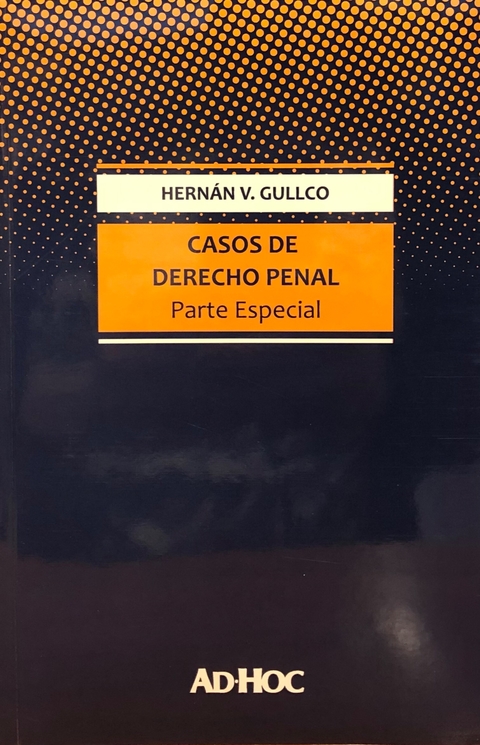 HERNÁN V. GULLCO
CASOS DE
DERECHO PENAL
Parte Especial
AD·HOC